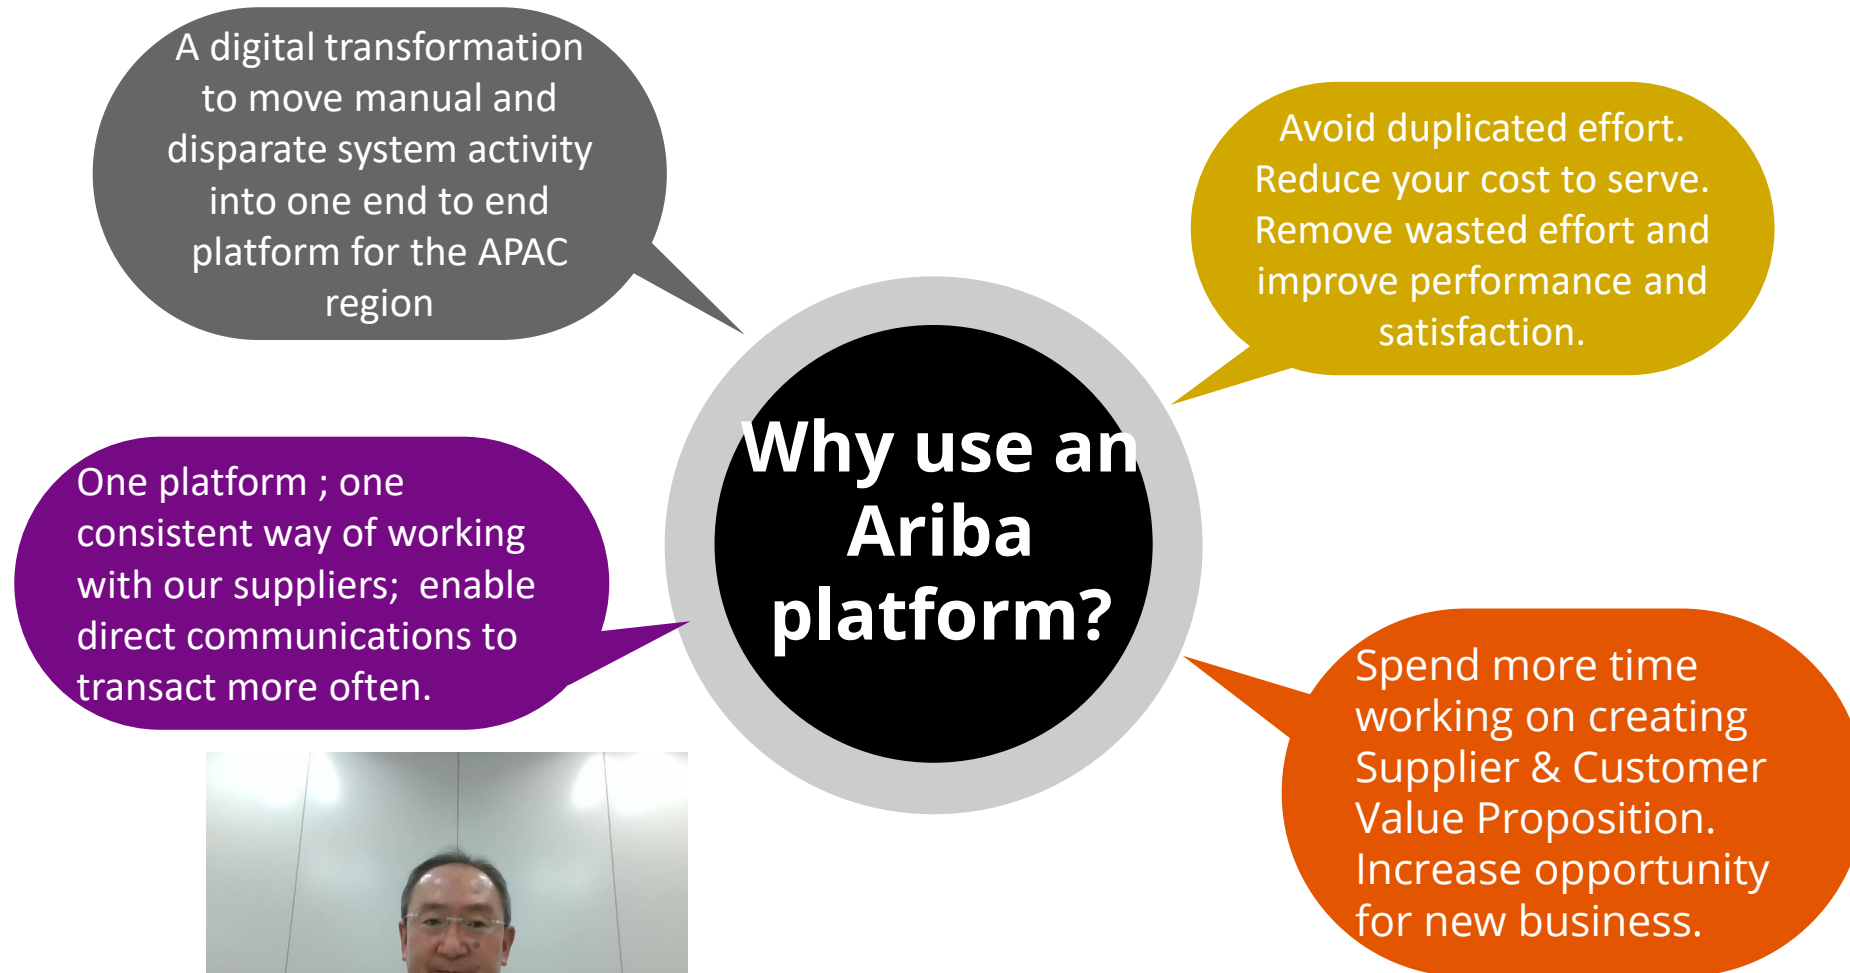 A digital transformation
to move manual and
disparate system activity
into one end to end
platform for the APAC
region
Avoid duplicated effort.
Reduce your cost to serve.
Remove wasted effort and
improve performance and
satisfaction.
Why use an
Ariba
platform?
One platform ; one
consistent way of working
with our suppliers;  enable
direct communications to
transact more often.
Spend more time
working on creating
Supplier & Customer
Value Proposition.
Increase opportunity
for new business.